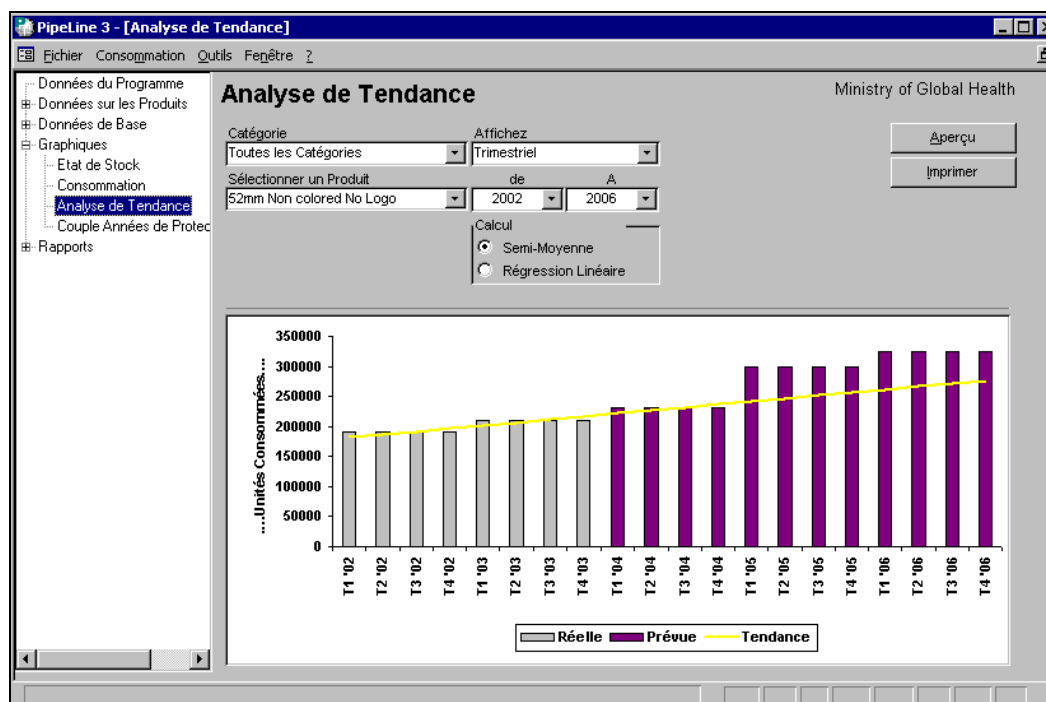 PipeLine 3 - [Analyse de Tendance]
Fichier Consommation Outils Fenêtre ?
Données du Programme
Données sur les Produits
Données de Base
Graphiques
Etat de Stock
Consommation
Analyse de Tendance
Couple Années de Protec
Rapports
Analyse de Tendance
Ministry of Global Health
Catégorie
Affichez
Toutes les Catégories
Trimestriel
Sélectionner un Produit
de
A
52mm Non colored No Logo
2002
2006
Calcul
Semi-Moyenne
Régression Linéaire
Aperçu
Imprimer
....Unités Consommées....
350000
300000
250000
200000
150000
100000
50000
0
T1 '02
T2 '02
T3 '02
T4 '02
T1 '03
T2 '03
T3 '03
T4 '03
T1 '04
T2 '04
T3 '04
T4 '04
T1 '05
T2 '05
T3 '05
T4 '05
T1 '06
T2 '06
T3 '06
T4 '06
Réelle Prévue Tendance